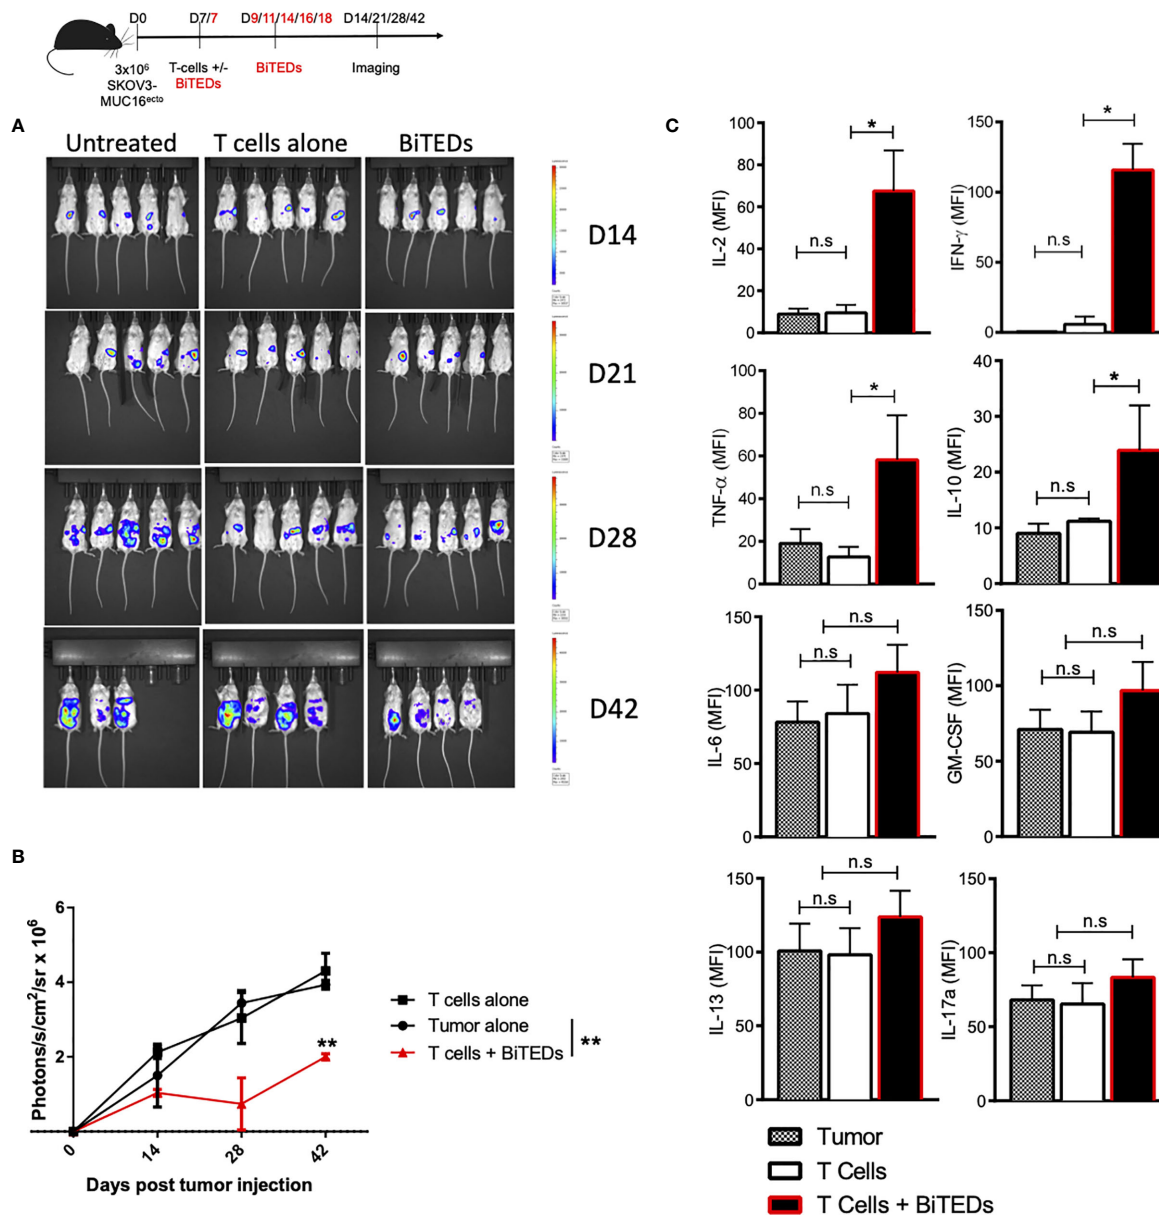 D0
D7/7
D9/11/14/16/18
D14/21/28/42
3x10⁶
SKOV3-
MUC16ᵉᶜᵗᵒ
T-cells +/-
BiTEDs
BiTEDs
Imaging
A
Untreated
T cells alone
BiTEDs
D14
D21
D28
D42
B
Photons/s/cm²/sr x 10⁶
6
4
2
0
14
28
42
**
Days post tumor injection
T cells alone
Tumor alone
T cells + BiTEDs
**
C
IL-2 (MFI)
100
80
60
40
20
0
n.s
*
IFN-γ (MFI)
150
100
50
0
n.s
*
TNF-α (MFI)
100
80
60
40
20
0
n.s
*
IL-10 (MFI)
40
30
20
10
0
n.s
*
IL-6 (MFI)
150
100
50
0
n.s
n.s
GM-CSF (MFI)
150
100
50
0
n.s
n.s
IL-13 (MFI)
150
100
50
0
n.s
n.s
IL-17a (MFI)
150
100
50
0
n.s
n.s
Tumor
T Cells
T Cells + BiTEDs